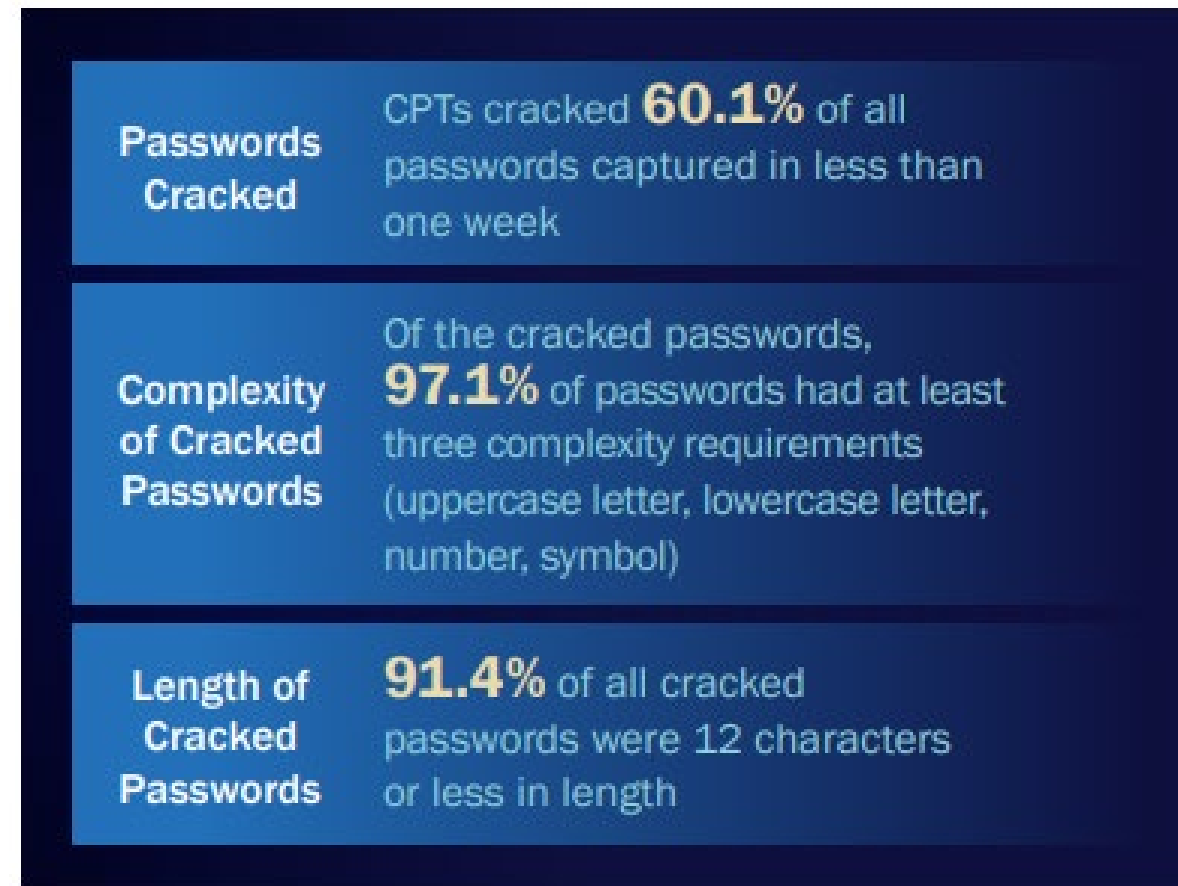 Passwords
Cracked
CPTs cracked 60.1% of all
passwords captured in less than
one week
Complexity
of Cracked
Passwords
Of the cracked passwords,
97.1% of passwords had at least
three complexity requirements
(uppercase letter, lowercase letter,
number, symbol)
Length of
Cracked
Passwords
91.4% of all cracked
passwords were 12 characters
or less in length